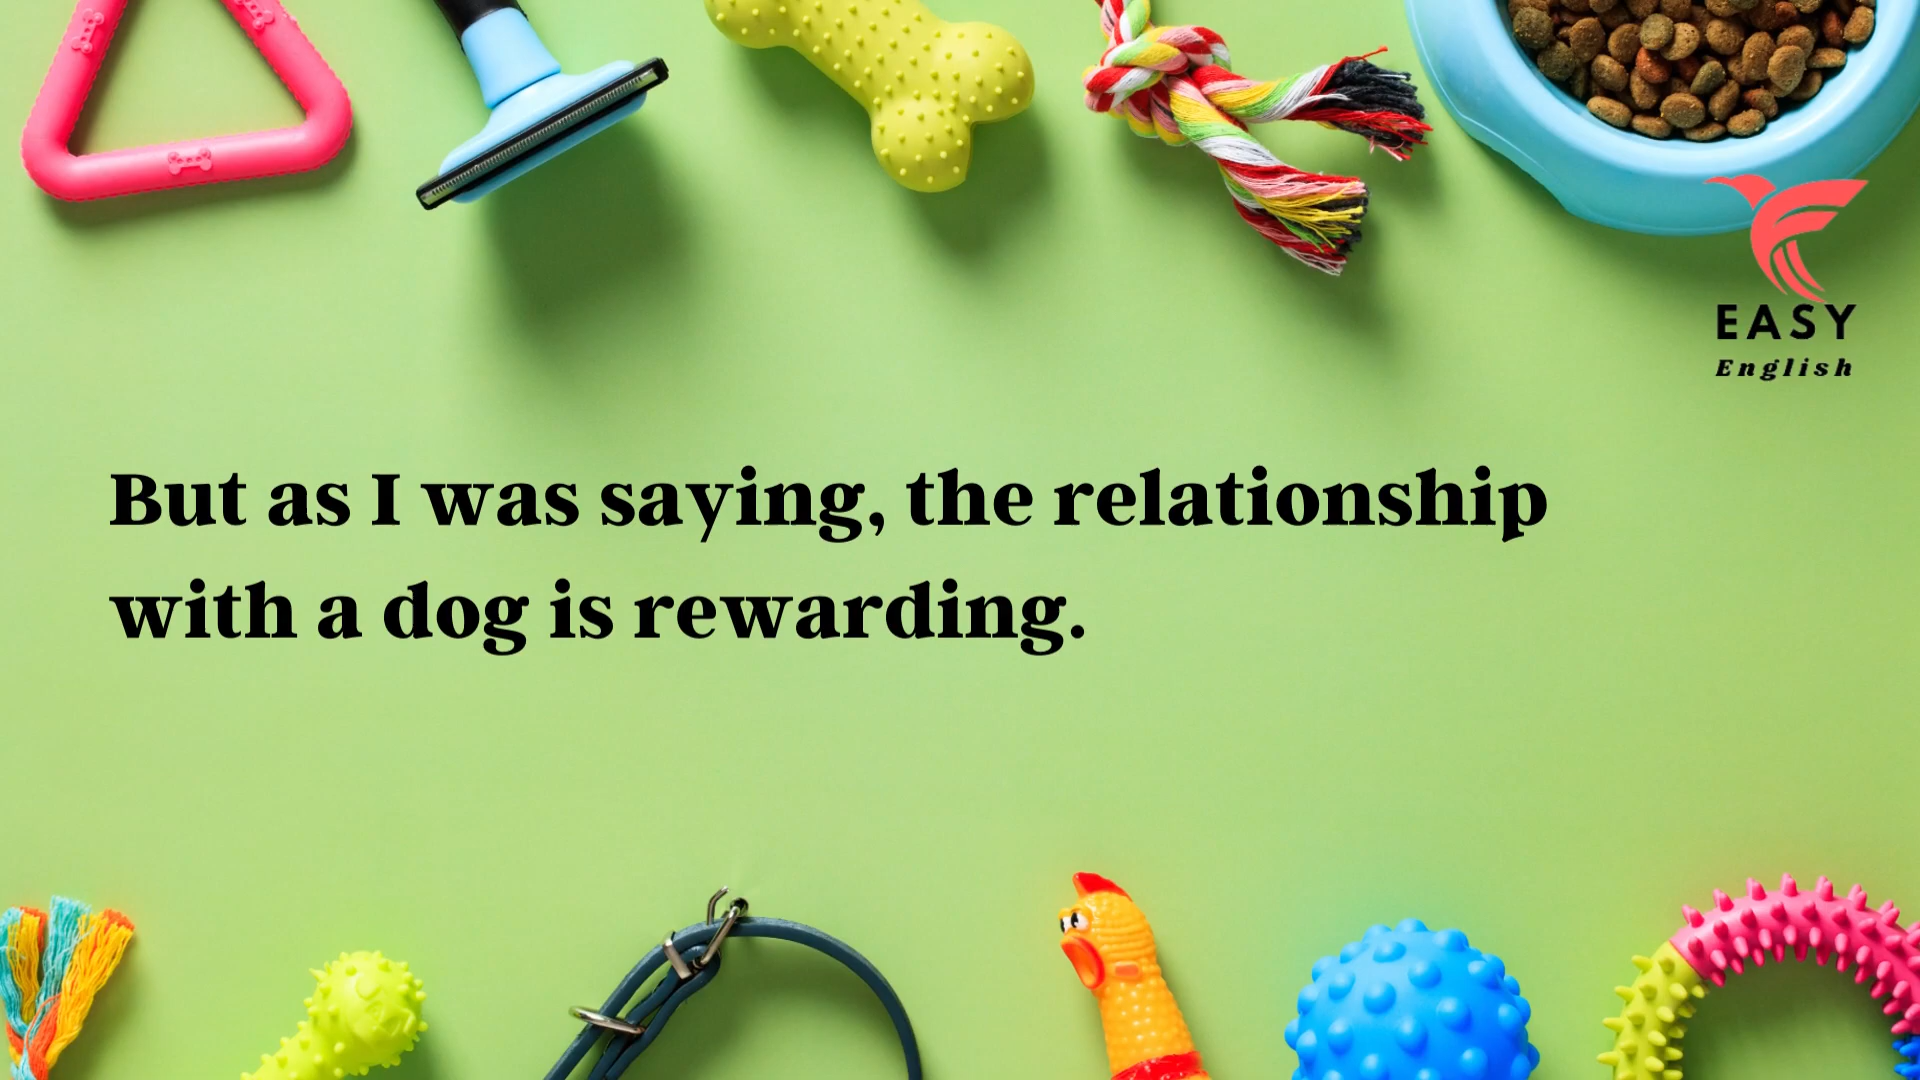 EASY
English
But as I was saying, the relationship
with a dog is rewarding.